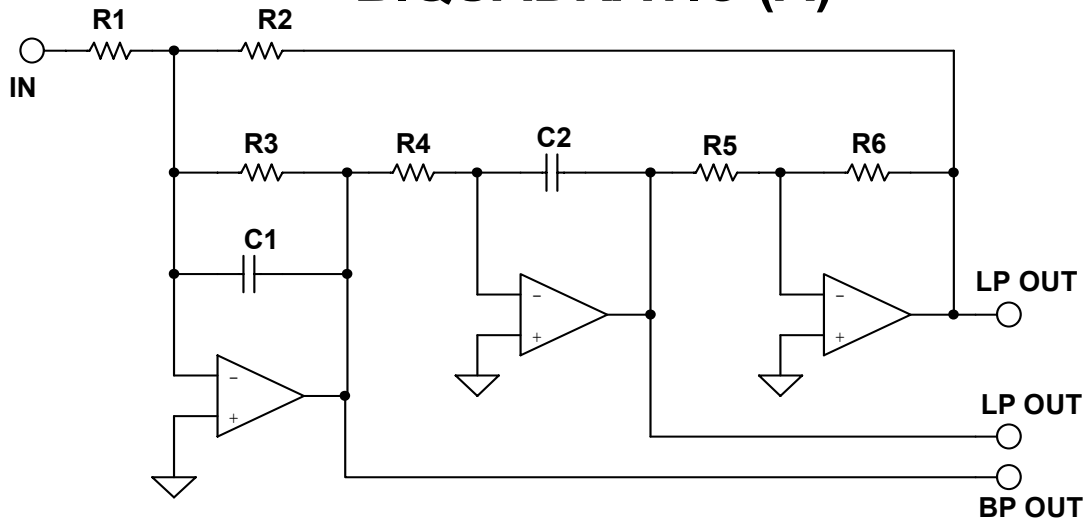 R1
R2
IN
R3
R4
C2
R5
R6
C1
−
+
−
+
LP OUT
−
+
LP OUT
BP OUT